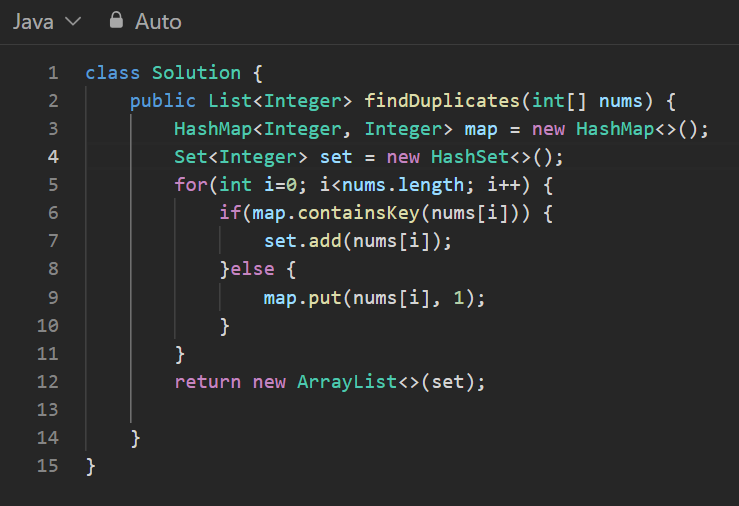 Java Auto
1 class Solution {
2 public List<Integer> findDuplicates(int[] nums) {
3 HashMap<Integer, Integer> map = new HashMap<>();
4 Set<Integer> set = new HashSet<>();
5 for(int i=0; i<nums.length; i++) {
6 if(map.containsKey(nums[i])) {
7 set.add(nums[i]);
8 }else {
9 map.put(nums[i], 1);
10 }
11 }
12 return new ArrayList<>(set);
13
14 }
15 }